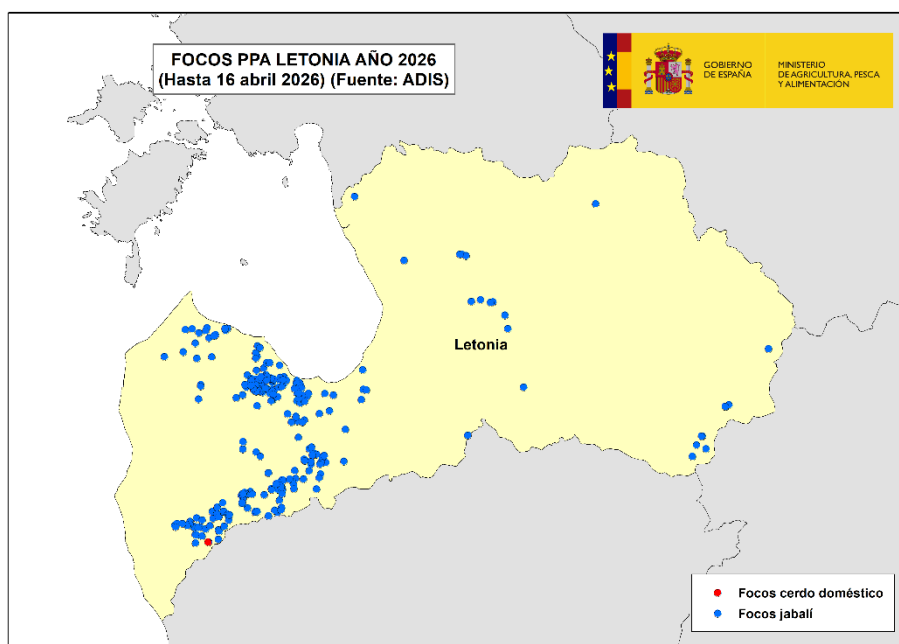 FOCOS PPA LETONIA AÑO 2026
(Hasta 16 abril 2026) (Fuente: ADIS)
GOBIERNO
DE ESPAÑA
MINISTERIO
DE AGRICULTURA, PESCA
Y ALIMENTACIÓN
Letonia
Focos cerdo doméstico
Focos jabalí